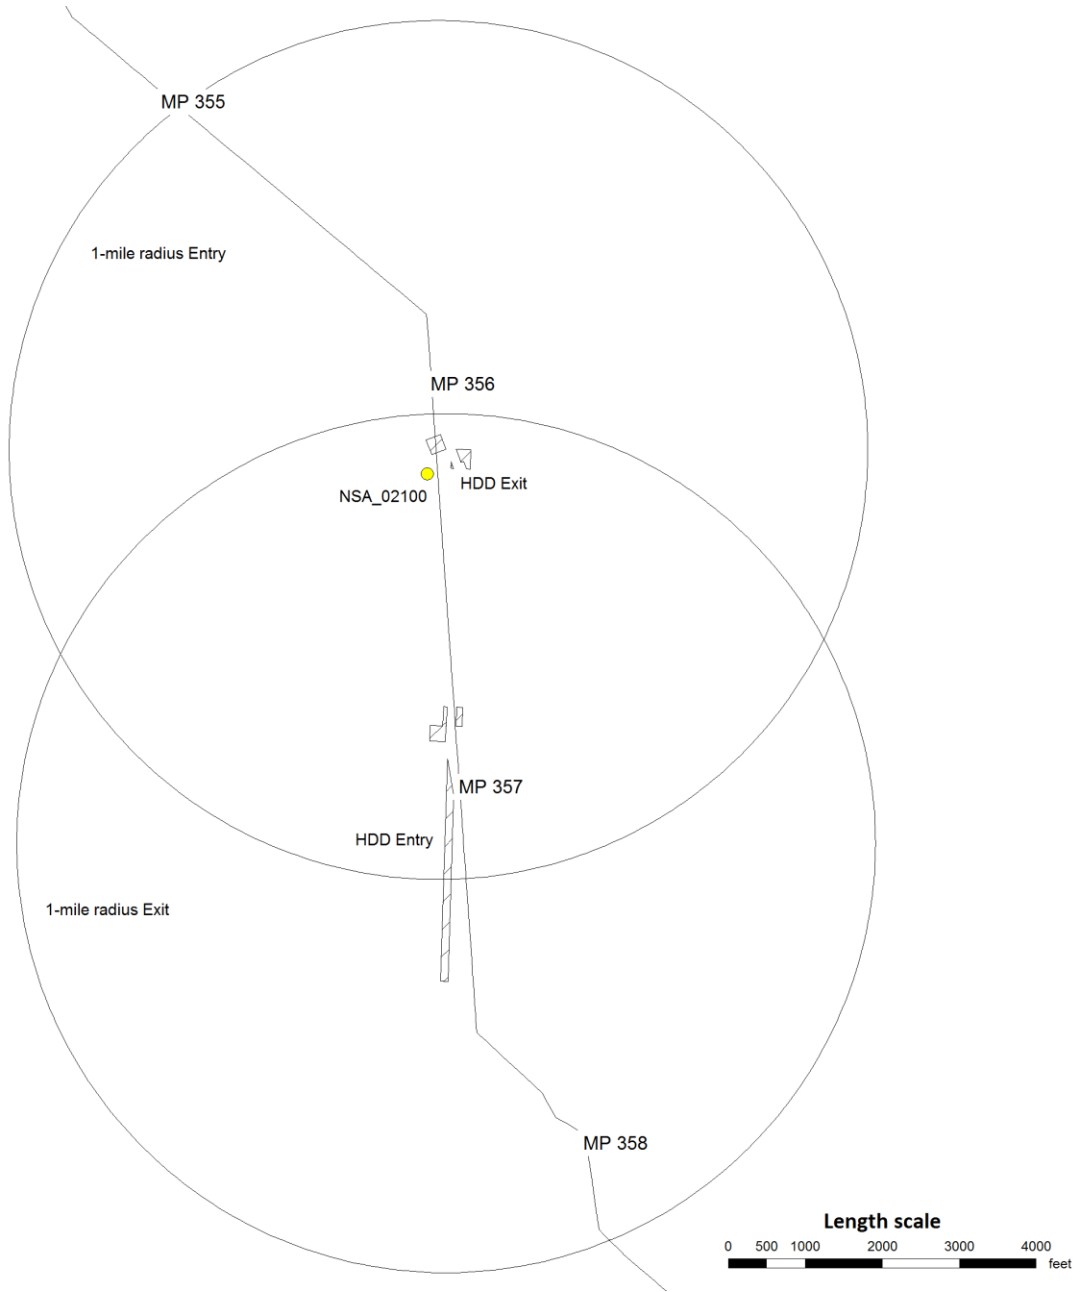 MP 355
1-mile radius Entry
MP 356
HDD Exit
NSA_02100
MP 357
HDD Entry
1-mile radius Exit
MP 358
Length scale
0 500 1000 2000 3000 4000
feet